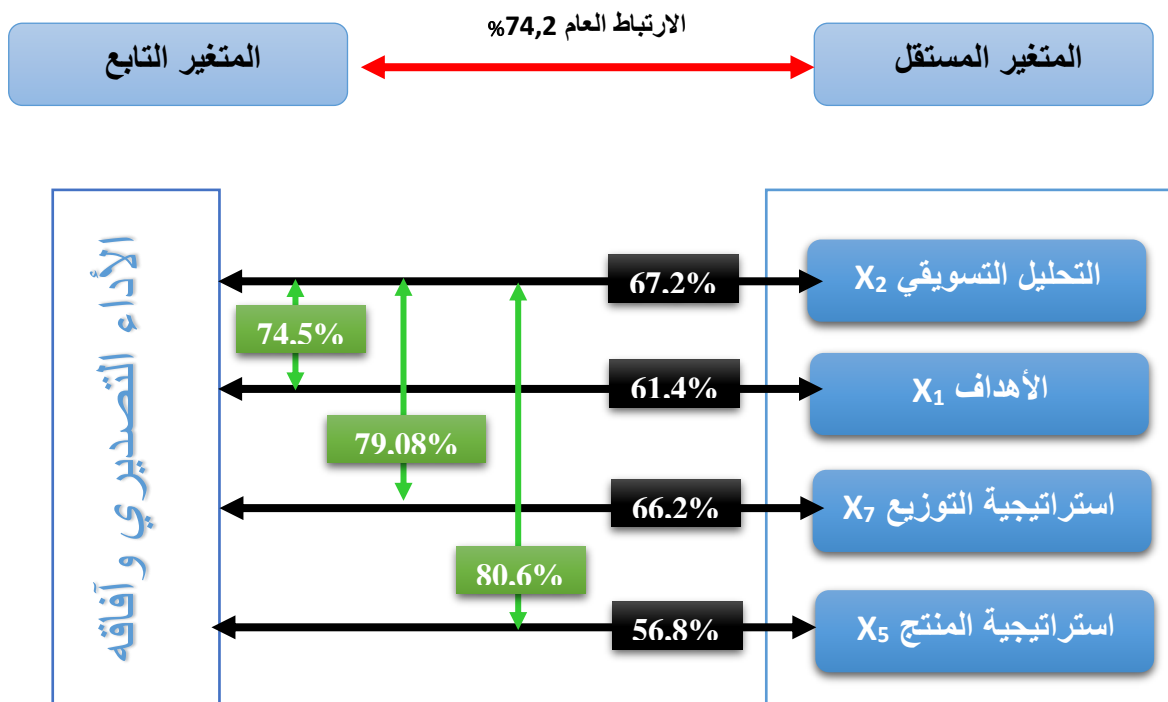 الارتباط العام 74,2%
المتغير المستقل
المتغير التابع
الأداء التصديري وآفاقه
التحليل التسويقي X₂
67.2%
74.5%
الأهداف X₁
61.4%
79.08%
استراتيجية التوزيع X₇
66.2%
80.6%
استراتيجية المنتج X₅
56.8%